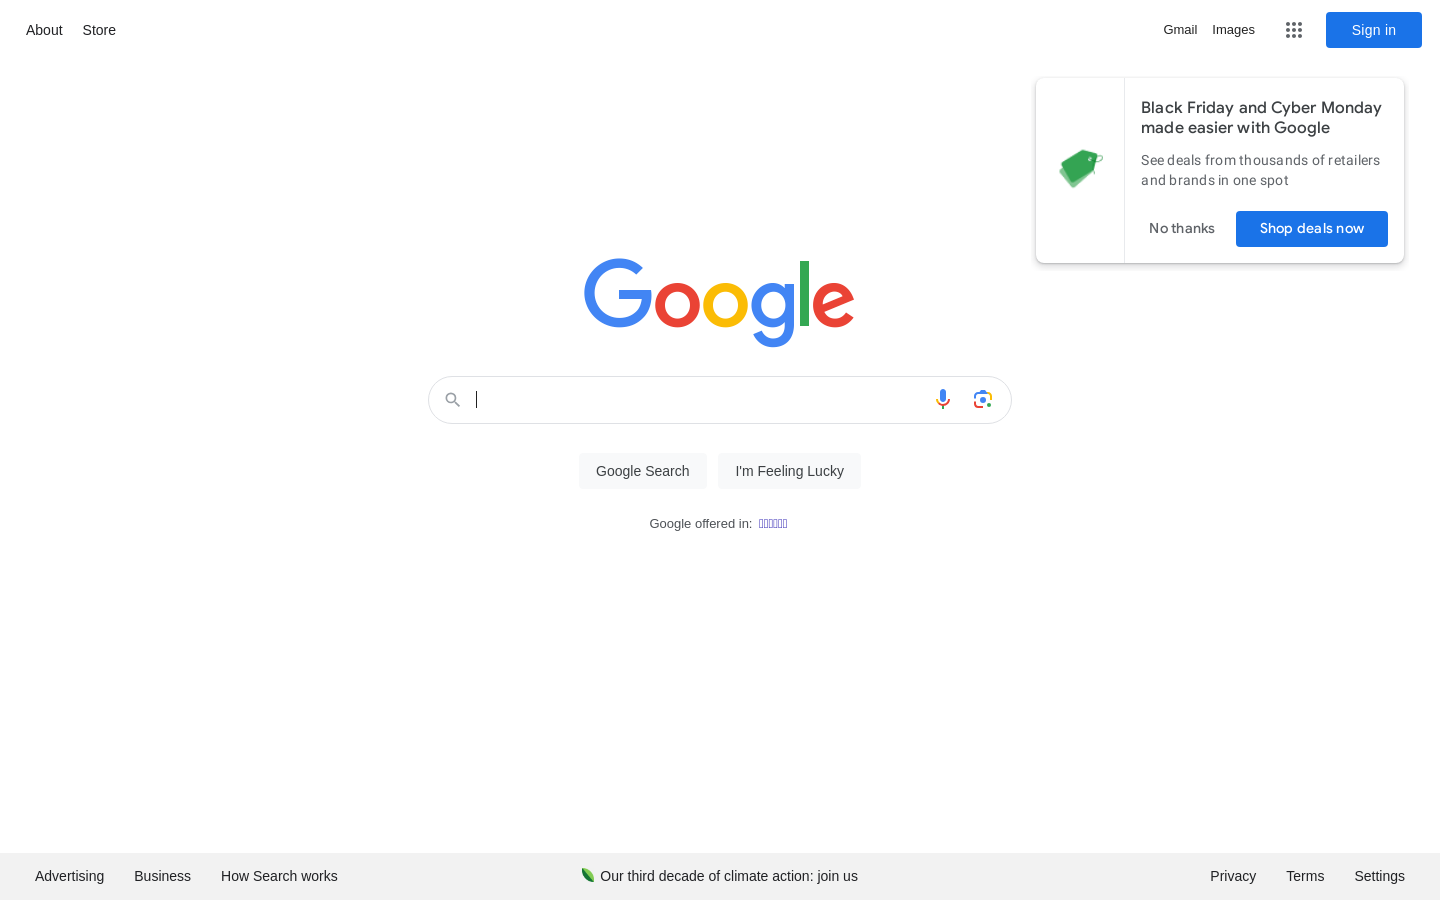 About
Store
Gmail
Images
Sign in
Black Friday and Cyber Monday
made easier with Google
See deals from thousands of retailers
and brands in one spot
No thanks
Shop deals now
Google
Google Search
I'm Feeling Lucky
Google offered in:
Advertising
Business
How Search works
Our third decade of climate action: join us
Privacy
Terms
Settings